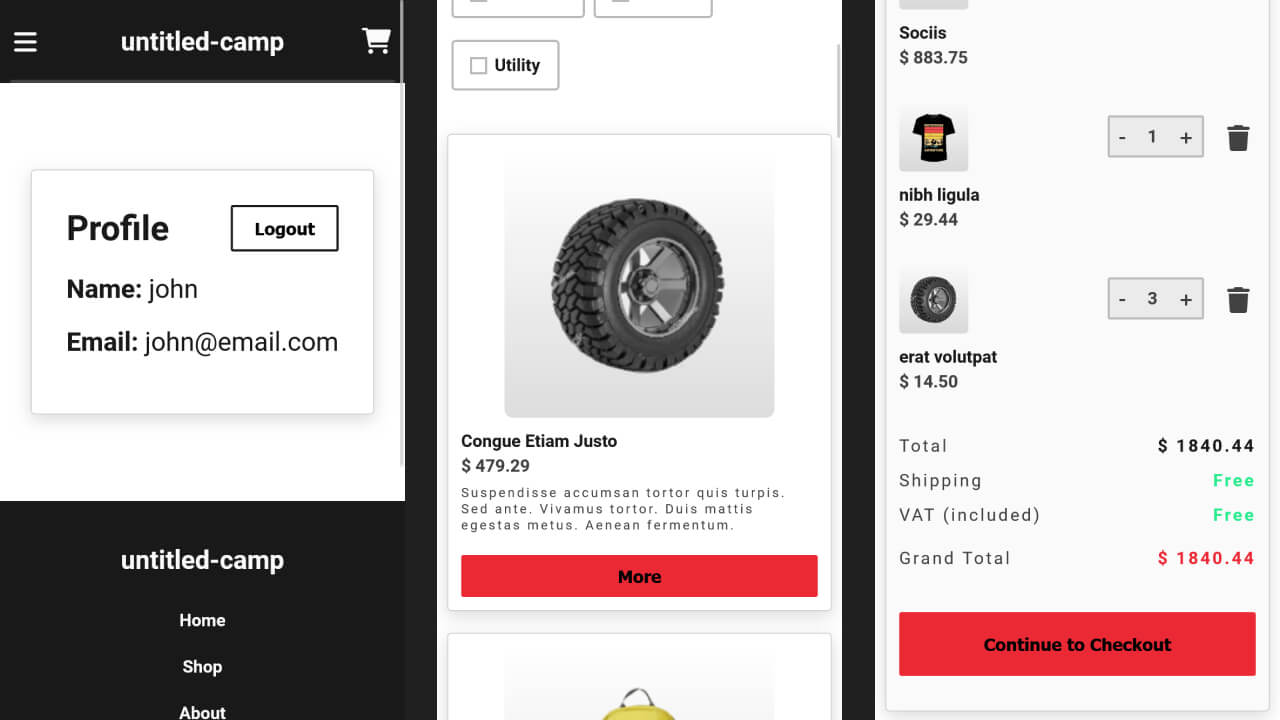 untitled-camp
Profile
Logout
Name: john
Email: john@email.com
untitled-camp
Home
Shop
About
Utility
Congue Etiam Justo
$ 479.29
Suspendisse accumsan tortor quis turpis.
Sed ante. Vivamus tortor. Duis mattis
egestas metus. Aenean fermentum.
More
Sociis
$ 883.75
- 1 +
nibh ligula
$ 29.44
- 3 +
erat volutpat
$ 14.50
Total $ 1840.44
Shipping Free
VAT (included) Free
Grand Total $ 1840.44
Continue to Checkout